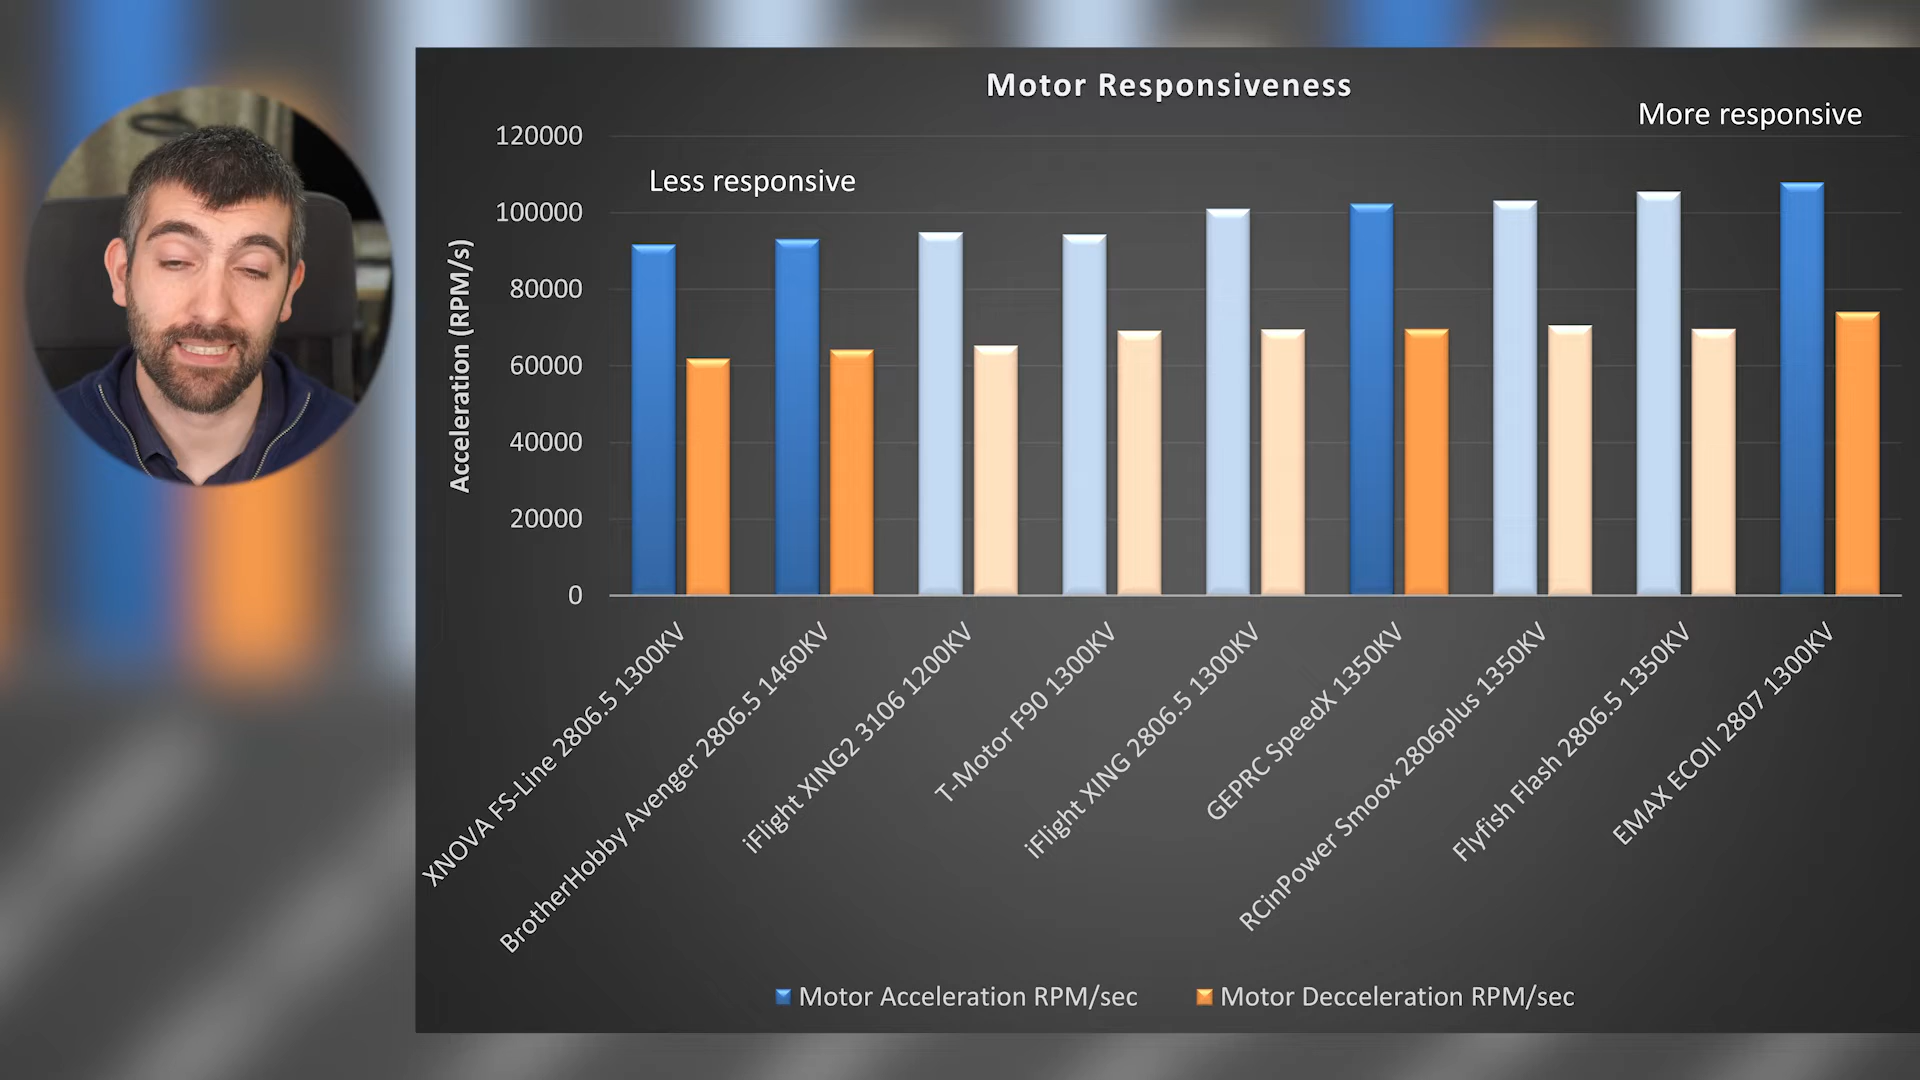 Motor Responsiveness
More responsive
Less responsive
120000
100000
80000
60000
40000
20000
0
Acceleration (RPM/s)
XNOVA FS-Line 2806.5 1300KV
BrotherHobby Avenger 2806.5 1460KV
iFlight XING2 3106 1200KV
T-Motor F90 1300KV
iFlight XING 2806.5 1300KV
GEPRC SpeedX 1350KV
RCinPower Smoox 2806plus 1350KV
Flyfish Flash 2806.5 1350KV
EMAX ECOII 2807 1300KV
Motor Acceleration RPM/sec
Motor Decceleration RPM/sec